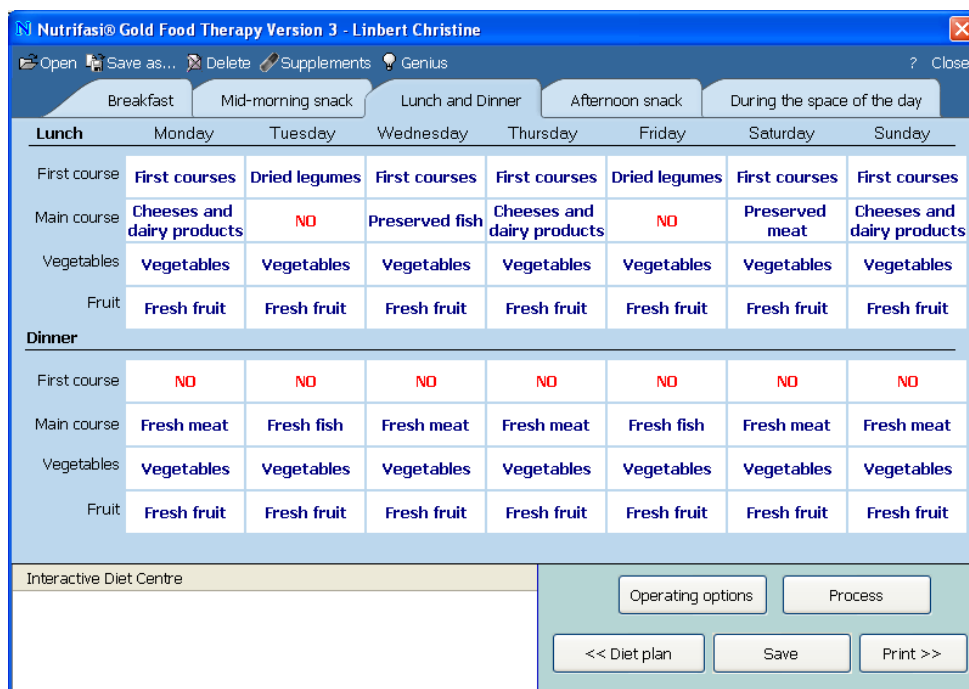 Nutrifasi® Gold Food Therapy Version 3 - Linbert Christine
Open Save as... Delete Supplements Genius ? Close
Breakfast Mid-morning snack Lunch and Dinner Afternoon snack During the space of the day
Lunch Monday Tuesday Wednesday Thursday Friday Saturday Sunday
First course First courses Dried legumes First courses First courses Dried legumes First courses First courses
Main course Cheeses and dairy products NO Preserved fish Cheeses and dairy products NO Preserved meat Cheeses and dairy products
Vegetables Vegetables Vegetables Vegetables Vegetables Vegetables Vegetables Vegetables
Fruit Fresh fruit Fresh fruit Fresh fruit Fresh fruit Fresh fruit Fresh fruit Fresh fruit
Dinner
First course NO NO NO NO NO NO NO
Main course Fresh meat Fresh fish Fresh meat Fresh meat Fresh fish Fresh meat Fresh meat
Vegetables Vegetables Vegetables Vegetables Vegetables Vegetables Vegetables Vegetables
Fruit Fresh fruit Fresh fruit Fresh fruit Fresh fruit Fresh fruit Fresh fruit Fresh fruit
Interactive Diet Centre
Operating options Process
<< Diet plan Save Print >>